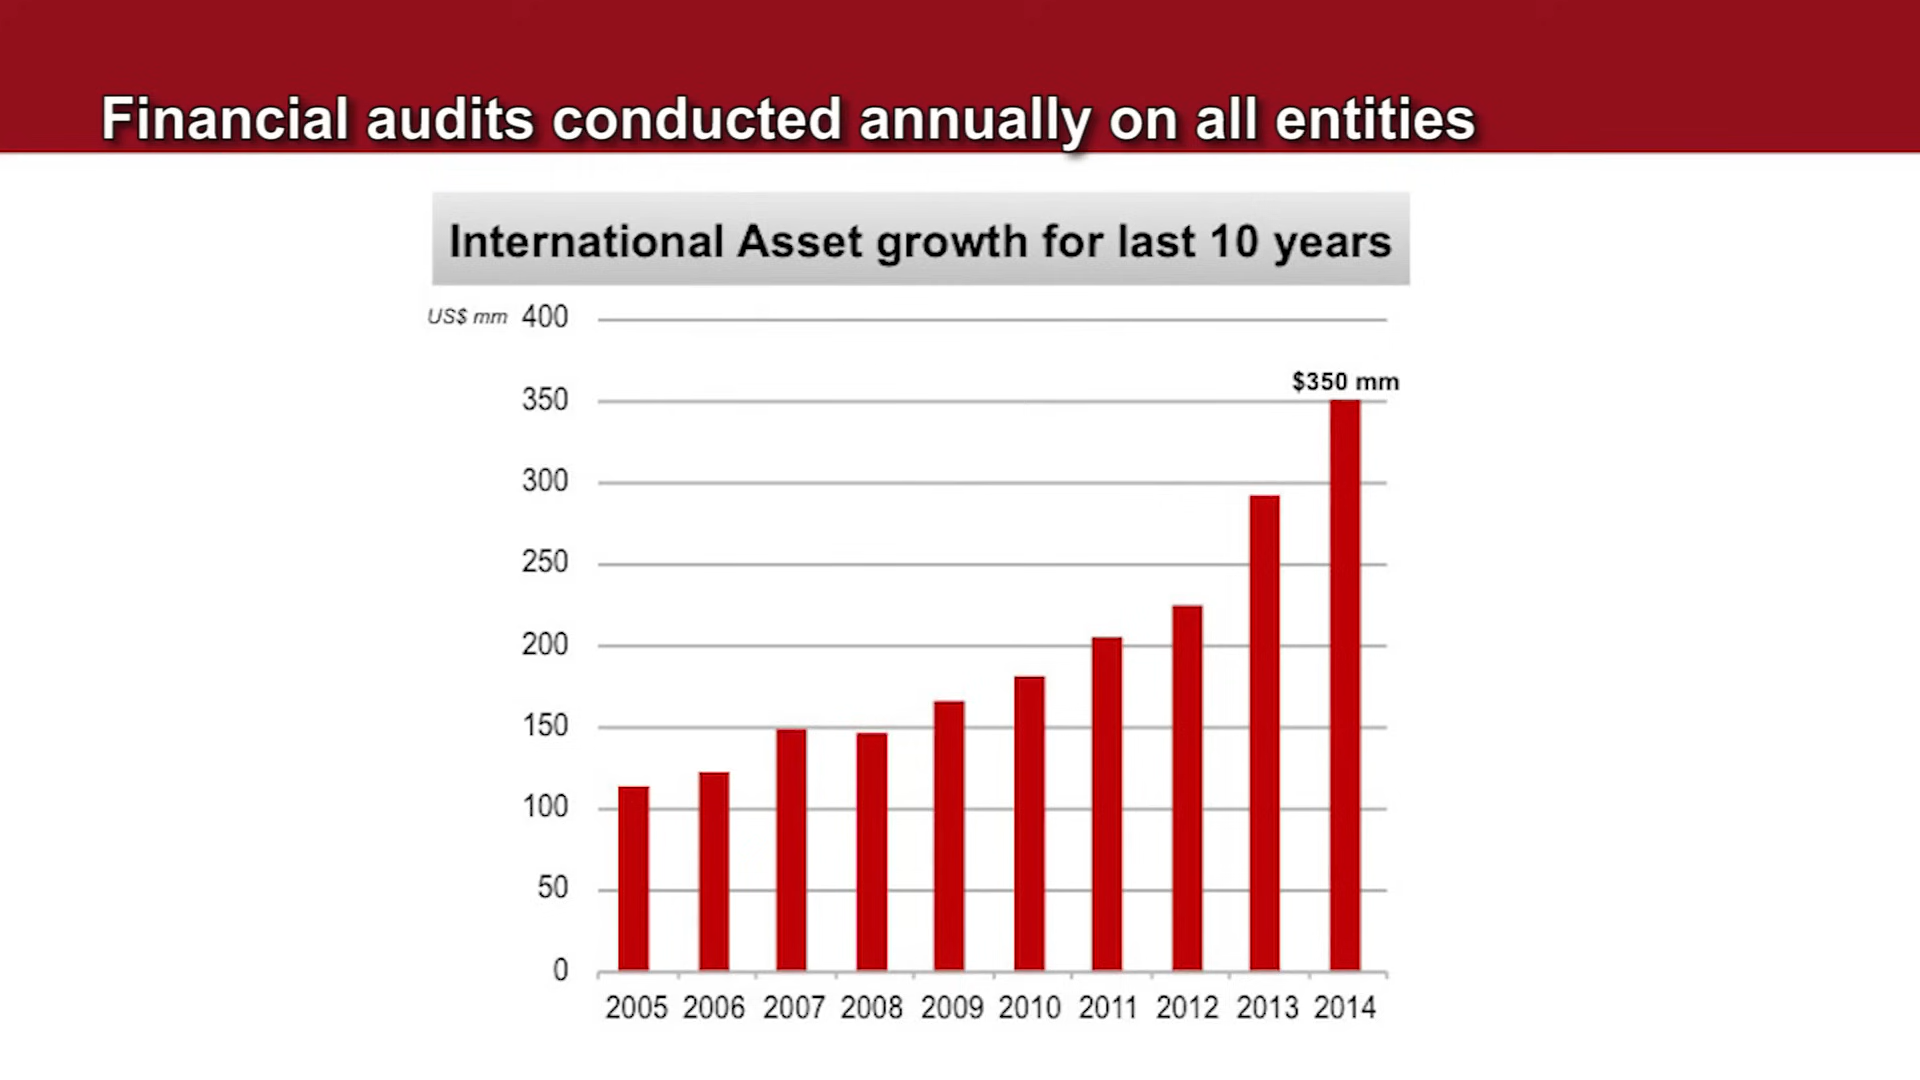 Financial audits conducted annually on all entities
International Asset growth for last 10 years
US$ mm 400
$350 mm
350
300
250
200
150
100
50
0
2005 2006 2007 2008 2009 2010 2011 2012 2013 2014